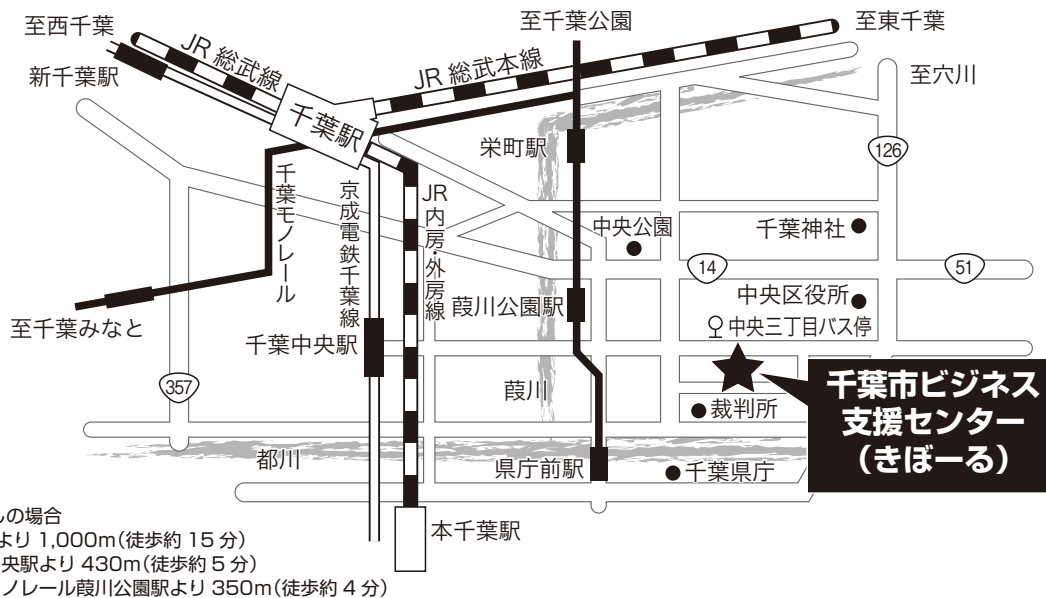 至西千葉
新千葉駅
JR 総武線
千葉駅
JR 総武本線
至千葉公園
至東千葉
至穴川
栄町駅
126
千葉モノレール
京成電鉄千葉線
JR内房・外房線
中央公園
千葉神社
14
51
中央区役所
葭川公園駅
中央三丁目バス停
至千葉みなと
千葉中央駅
357
葭川
裁判所
千葉市ビジネス
支援センター
（きぼーる）
都川
県庁前駅
千葉県庁
本千葉駅
の場合
より 1,000m（徒歩約 15 分）
央駅より 430m（徒歩約 5 分）
ノレール葭川公園駅より 350m（徒歩約 4 分）